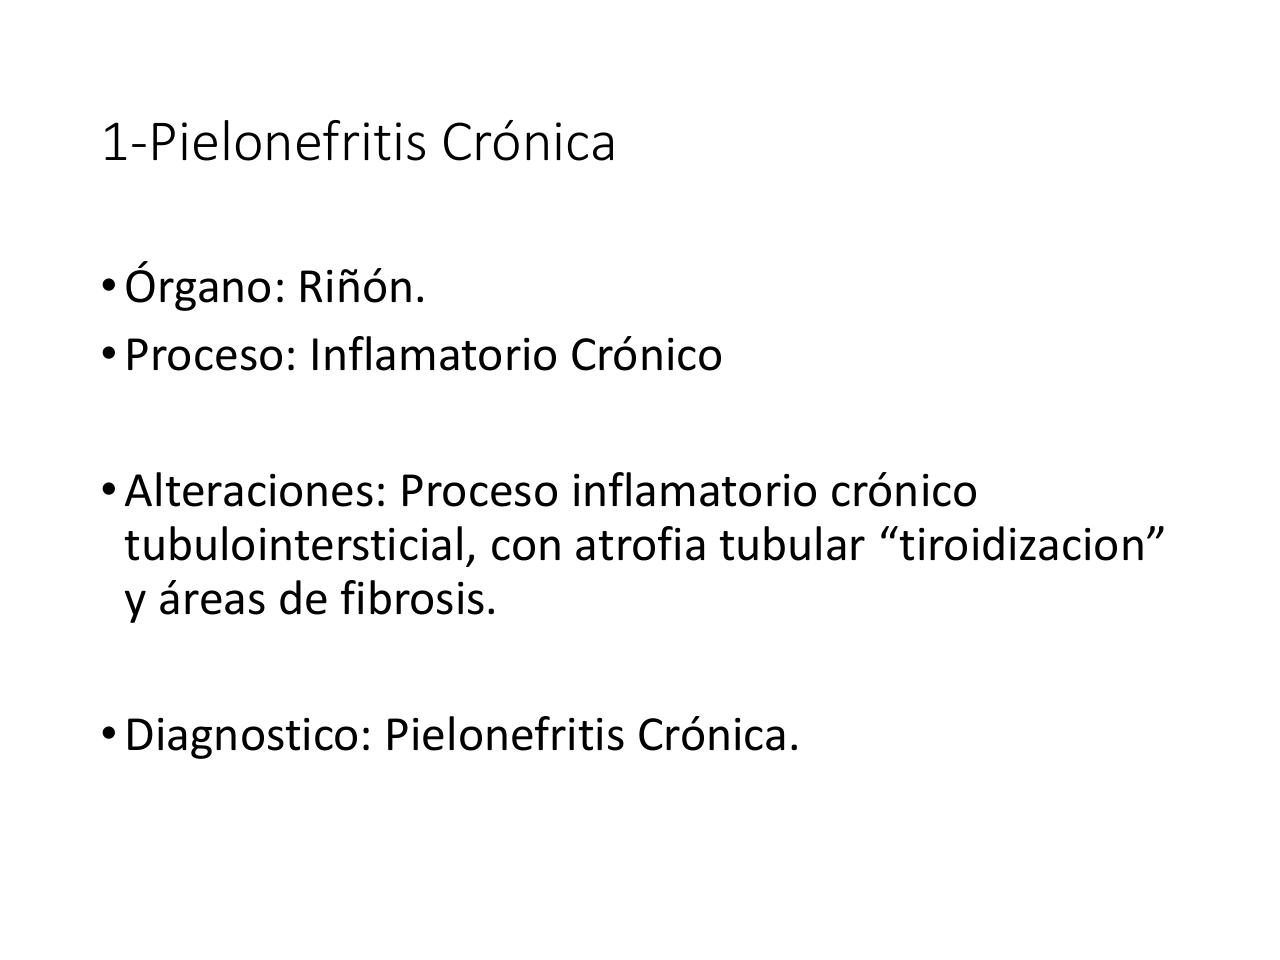 1-Pielonefritis Crónica
• Órgano: Riñón.
• Proceso: Inflamatorio Crónico
• Alteraciones: Proceso inflamatorio crónico
tubulointersticial, con atrofia tubular “tiroidizacion”
y áreas de fibrosis.
• Diagnostico: Pielonefritis Crónica.